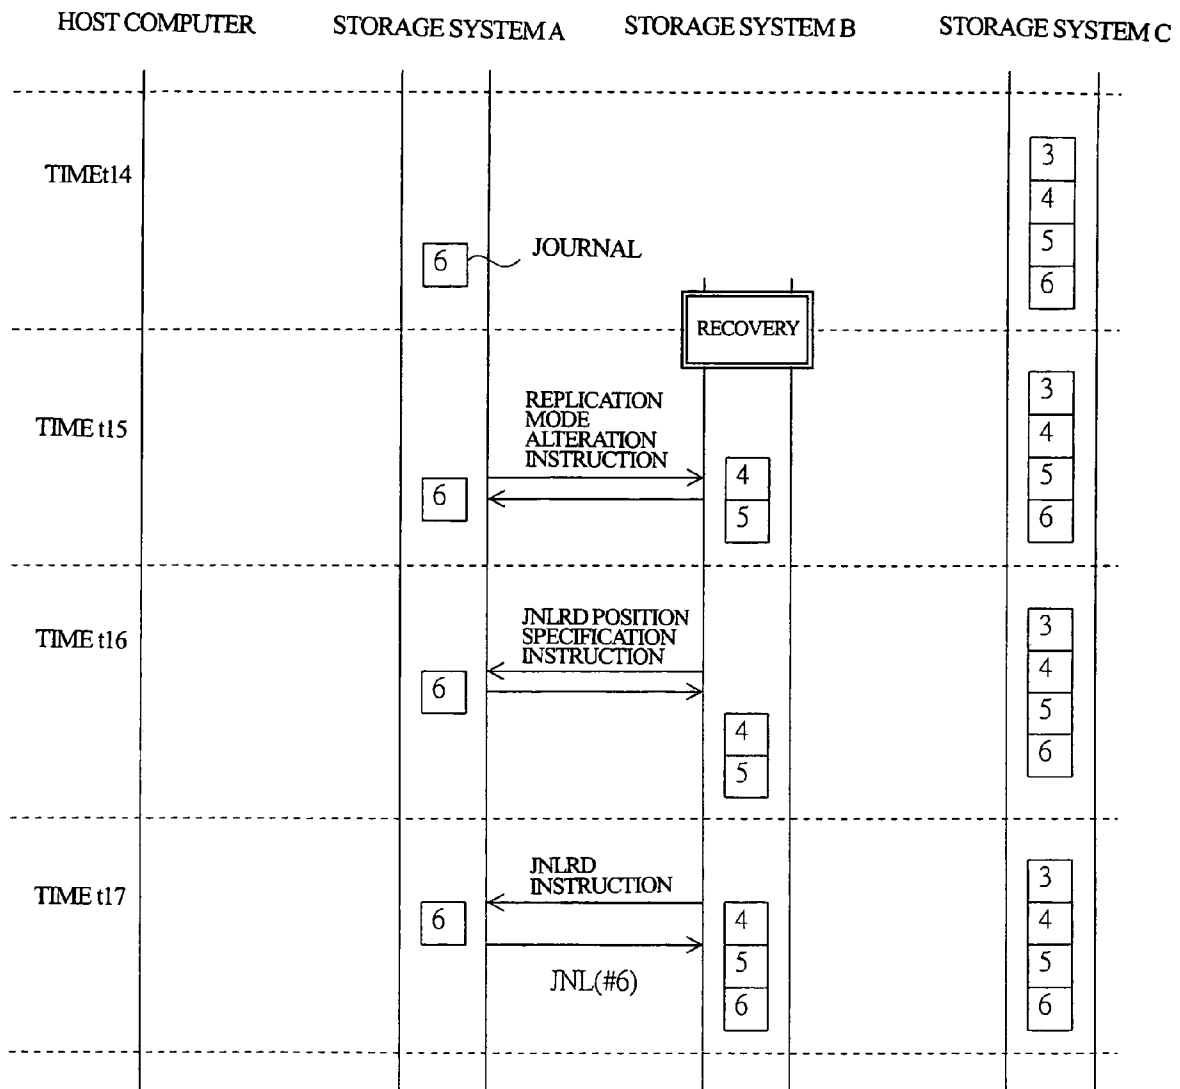 HOST COMPUTER STORAGE SYSTEM A STORAGE SYSTEM B STORAGE SYSTEM C
TIMEt14
3
4
5
6
6 JOURNAL
RECOVERY
TIME t15
REPLICATION
MODE
ALTERATION
INSTRUCTION
6
4
5
3
4
5
6
TIME t16
JNLRD POSITION
SPECIFICATION
INSTRUCTION
6
4
5
3
4
5
6
TIME t17
JNLRD
INSTRUCTION
6
JNL(#6)
4
5
6
3
4
5
6